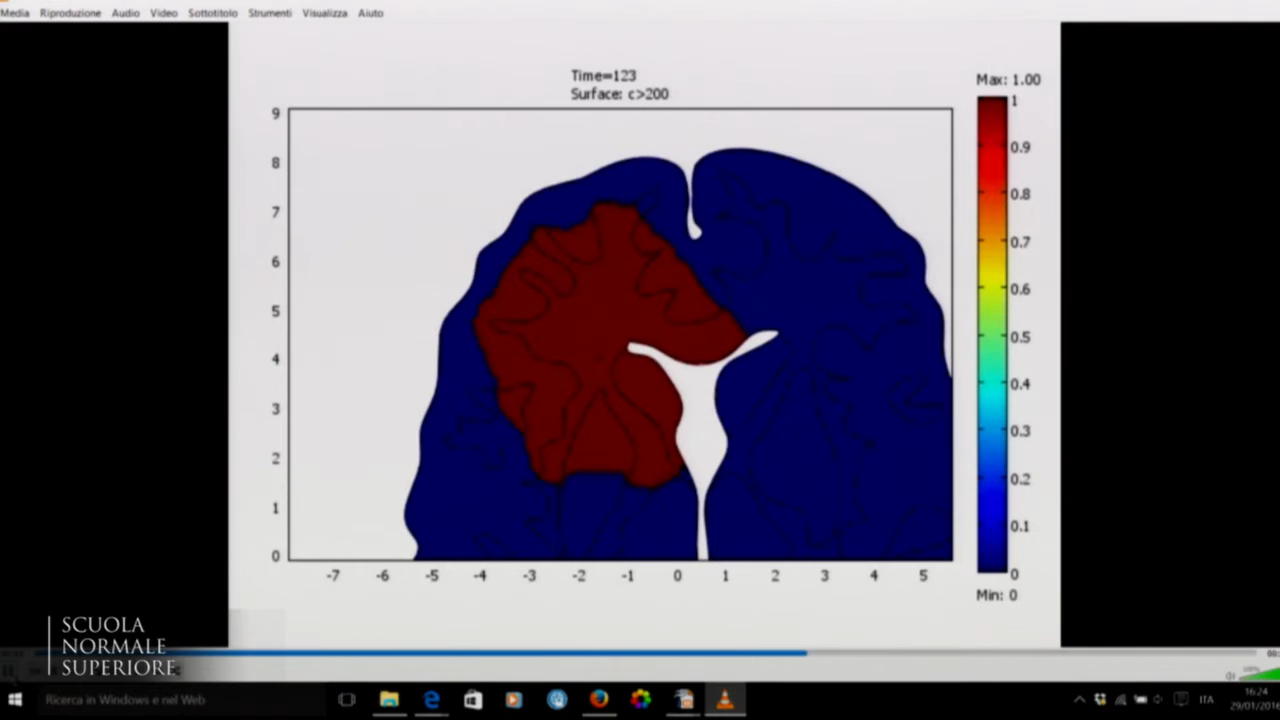 Media Riproduzione Audio Video Sottotitolo Strumenti Visualizza Aiuto
Time=123
Surface: c>200
Max: 1.00
9
8
7
6
5
4
3
2
1
0
-7 -6 -5 -4 -3 -2 -1 0 1 2 3 4 5
1
0.9
0.8
0.7
0.6
0.5
0.4
0.3
0.2
0.1
0
Min: 0
SCUOLA
NORMALE
SUPERIORE
100%
Ricerca in Windows e nel Web
ITA
16:24
29/01/2016